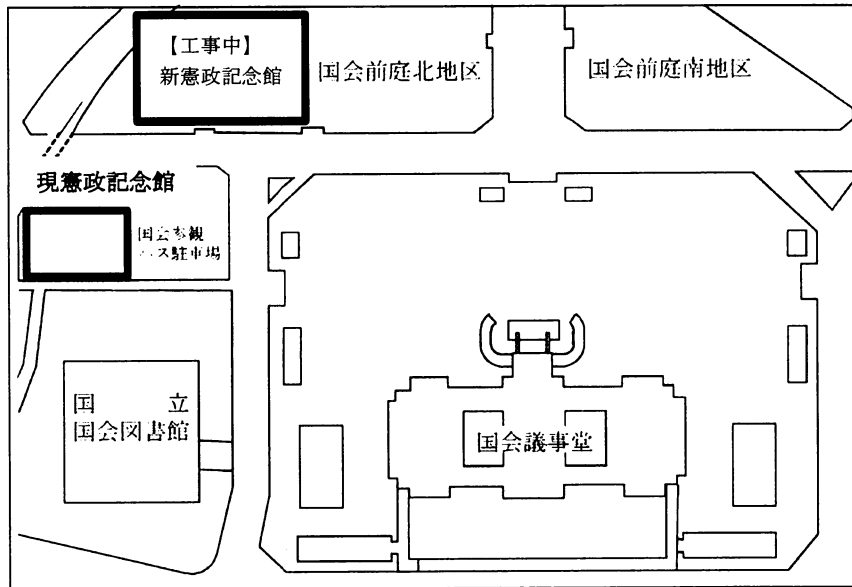 【工事中】
新憲政記念館
国会前庭北地区
国会前庭南地区
現憲政記念館
国会参観
バス駐車場
国 立
国会図書館
国会議事堂